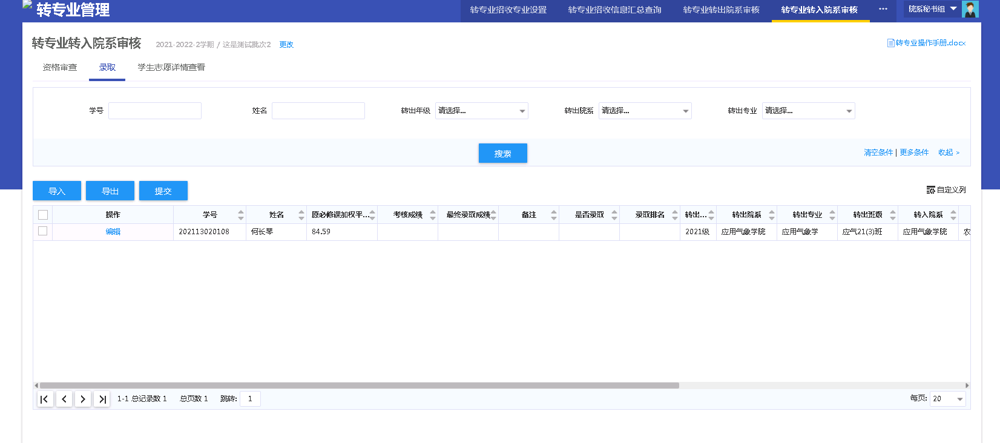 转专业管理
转专业招收专业设置 转专业招收信息汇总查询 转专业转出院系审核 转专业转入院系审核 ··· 院系秘书组
转专业转入院系审核 2021-2022-2学期 / 这是测试批次2 更改 转专业操作手册.docx
资格审查 录取 学生志愿详情查看
学号 姓名 转出年级 请选择... 转出院系 请选择... 转出专业 请选择...
搜索 清空条件 | 更多条件 收起 >
导入 导出 提交 自定义列
操作 学号 姓名 原必修课加权平... 考核成绩 最终录取成绩 备注 是否录取 录取排名 转出... 转出院系 转出专业 转出班级 转入院系
编辑 202113020108 何长琴 84.59 2021级 应用气象学院 应用气象学 应气21(3)班 应用气象学院 农
1-1 总记录数 1 总页数 1 跳转: 1 每页: 20